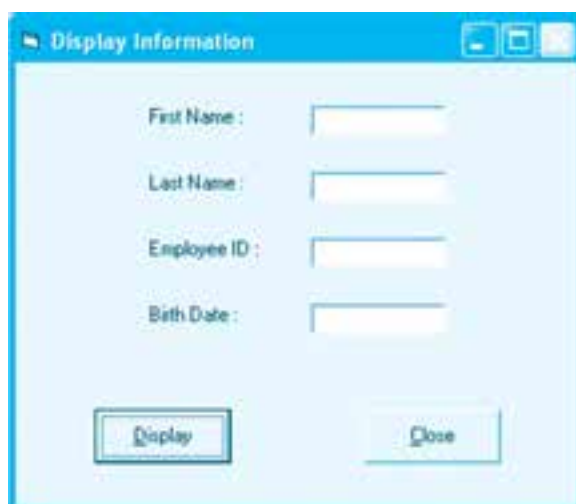 Display Information
First Name :
Last Name :
Employee ID :
Birth Date :
Display
Close